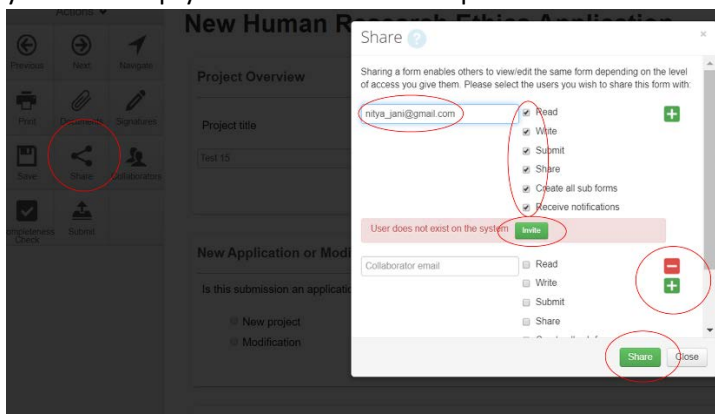 Actions
New Human Research Ethics Application
Previous
Next
Navigate
Print
Documents
Signatures
Save
Share
Collaborators
Completeness
Check
Submit
Project Overview
Project title
Test 15
New Application or Modi
Is this submission an applicatio
New project
Modification
Share ?
×
Sharing a form enables others to view/edit the same form depending on the level
of access you give them. Please select the users you wish to share this form with:
nitya_jani@gmail.com
Read
Write
Submit
Share
Create all sub forms
Receive notifications
User does not exist on the system
Invite
Collaborator email
Read
Write
Submit
Share
Share
Close